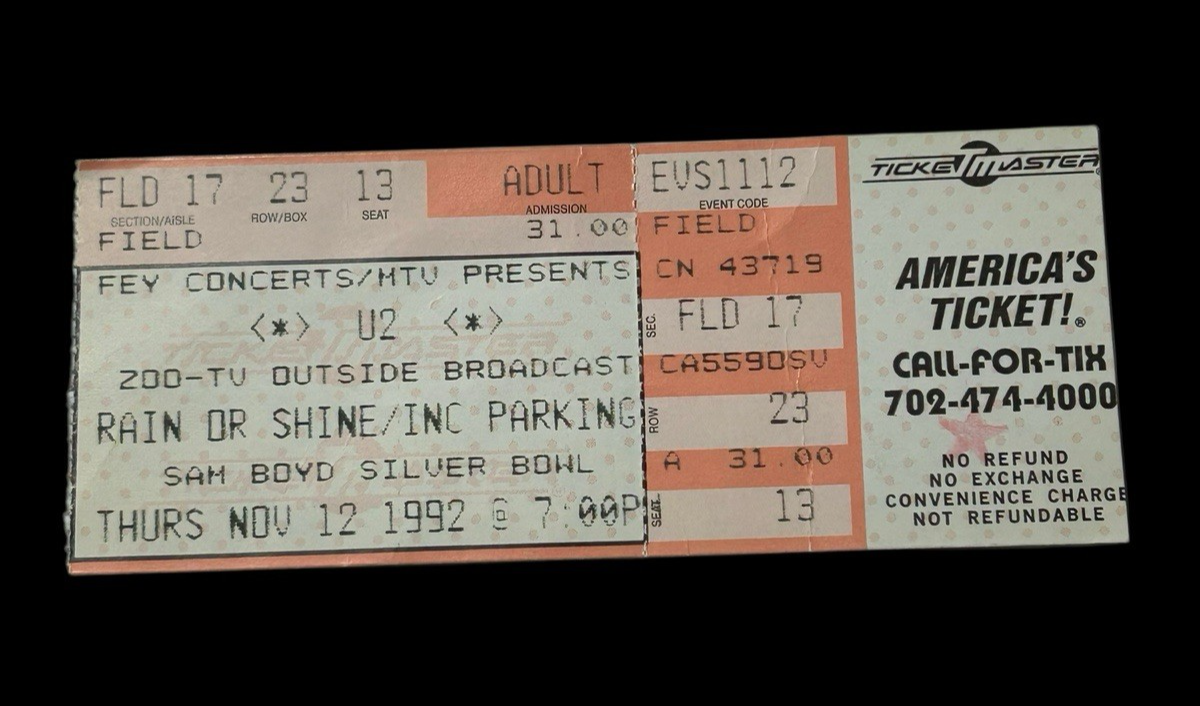 FLD 17 23 13 ADULT
SECTION/AISLE ROW/BOX SEAT ADMISSION
FIELD 31.00
FEY CONCERTS/MTV PRESENTS
<*> U2 <*>
ZOO-TV OUTSIDE BROADCAST
RAIN OR SHINE/INC PARKING
SAM BOYD SILVER BOWL
THURS NOV 12 1992 @ 7:00P
EVS1112
EVENT CODE
FIELD
CN 43719
SEC. FLD 17
CA559DSV
ROW 23
A 31.00
SEAT 13
TICKETMASTER
AMERICA'S
TICKET!®
CALL-FOR-TIX
702-474-4000
NO REFUND
NO EXCHANGE
CONVENIENCE CHARGE
NOT REFUNDABLE